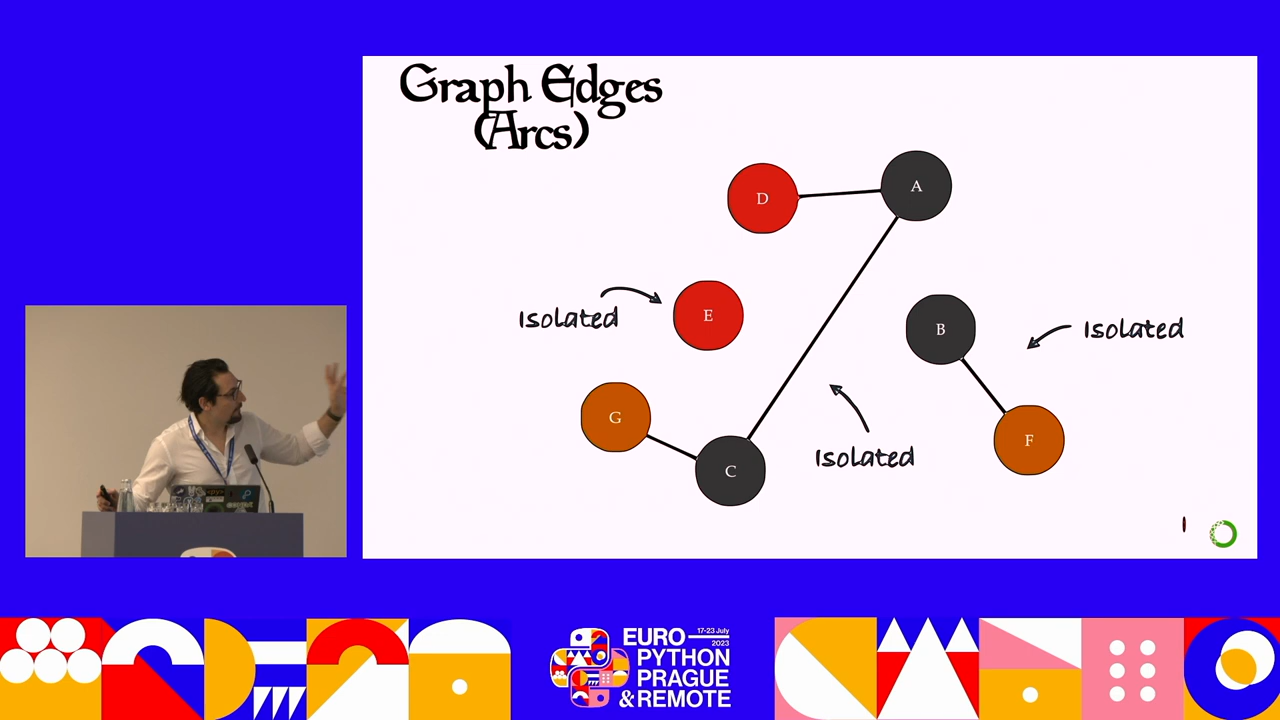 Graph Edges
(Arcs)
D
A
Isolated
E
B
Isolated
G
C
Isolated
F
EURO
17-23 July
2023
PYTHON
PRAGUE
& REMOTE